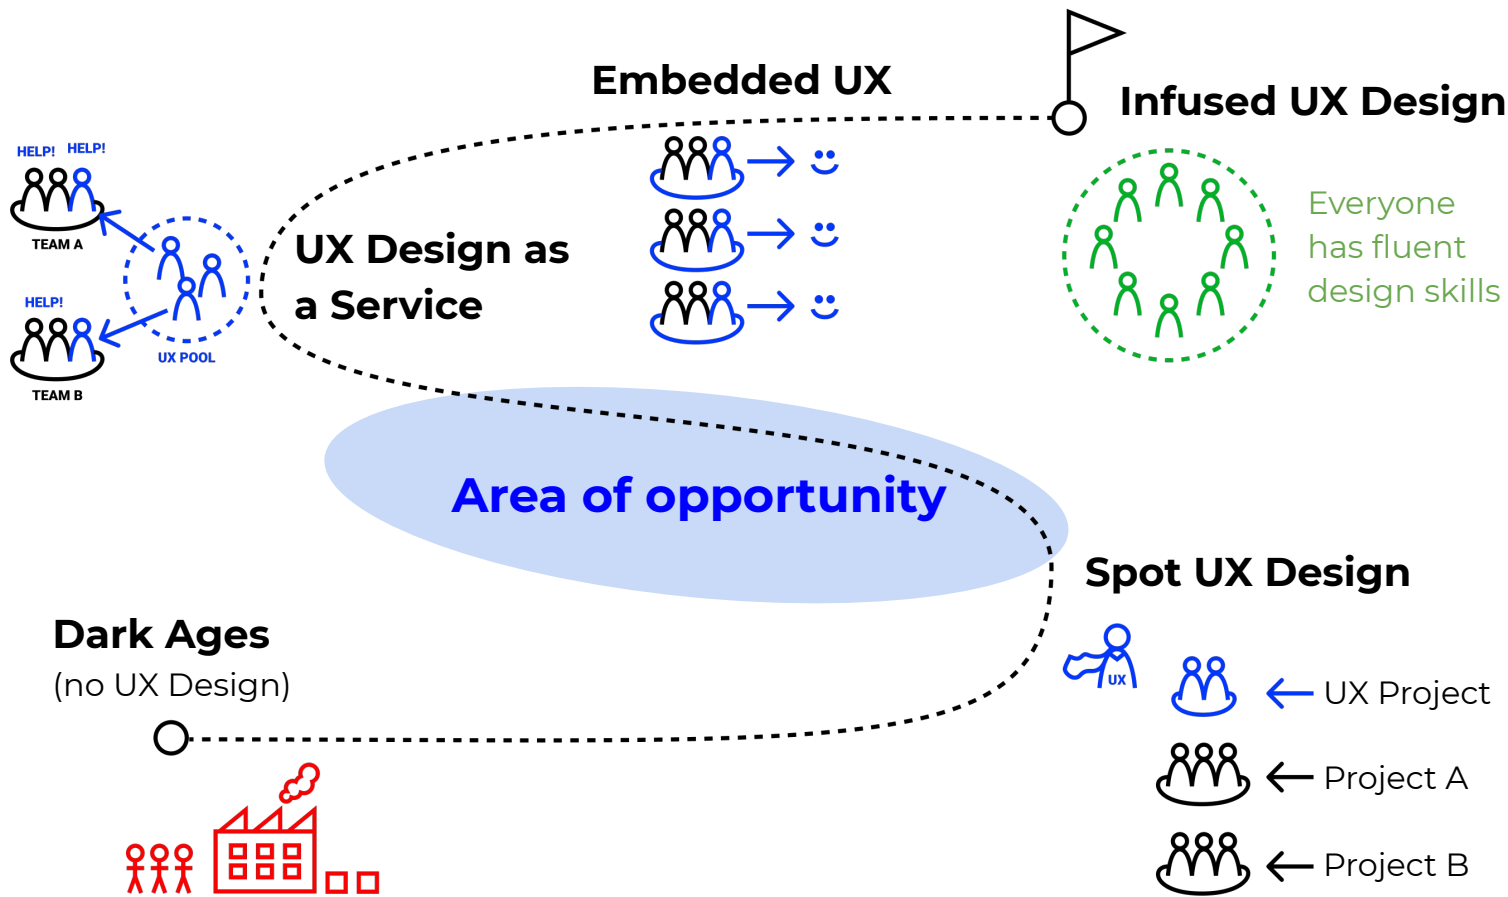 Embedded UX
Infused UX Design
HELP! HELP!
TEAM A
HELP!
TEAM B
UX POOL
UX Design as
a Service
Everyone
has fluent
design skills
Area of opportunity
Spot UX Design
UX
UX Project
Project A
Project B
Dark Ages
(no UX Design)